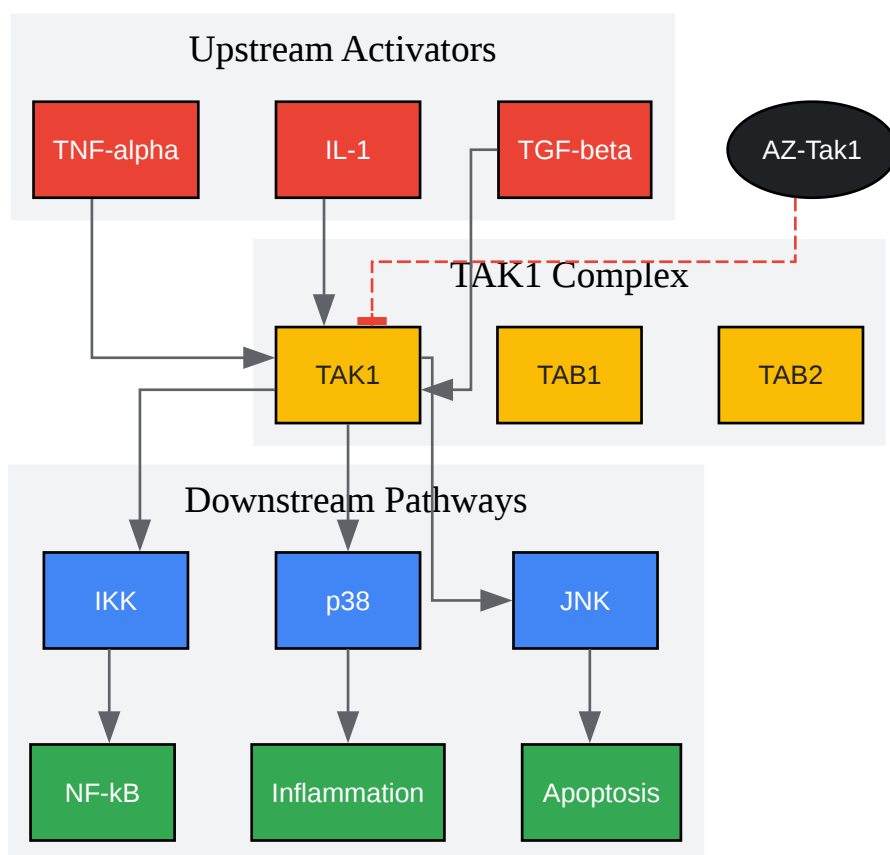 Upstream Activators
TNF-alpha
IL-1
TGF-beta
AZ-Tak1
TAK1 Complex
TAK1
TAB1
TAB2
Downstream Pathways
IKK
p38
JNK
NF-kB
Inflammation
Apoptosis